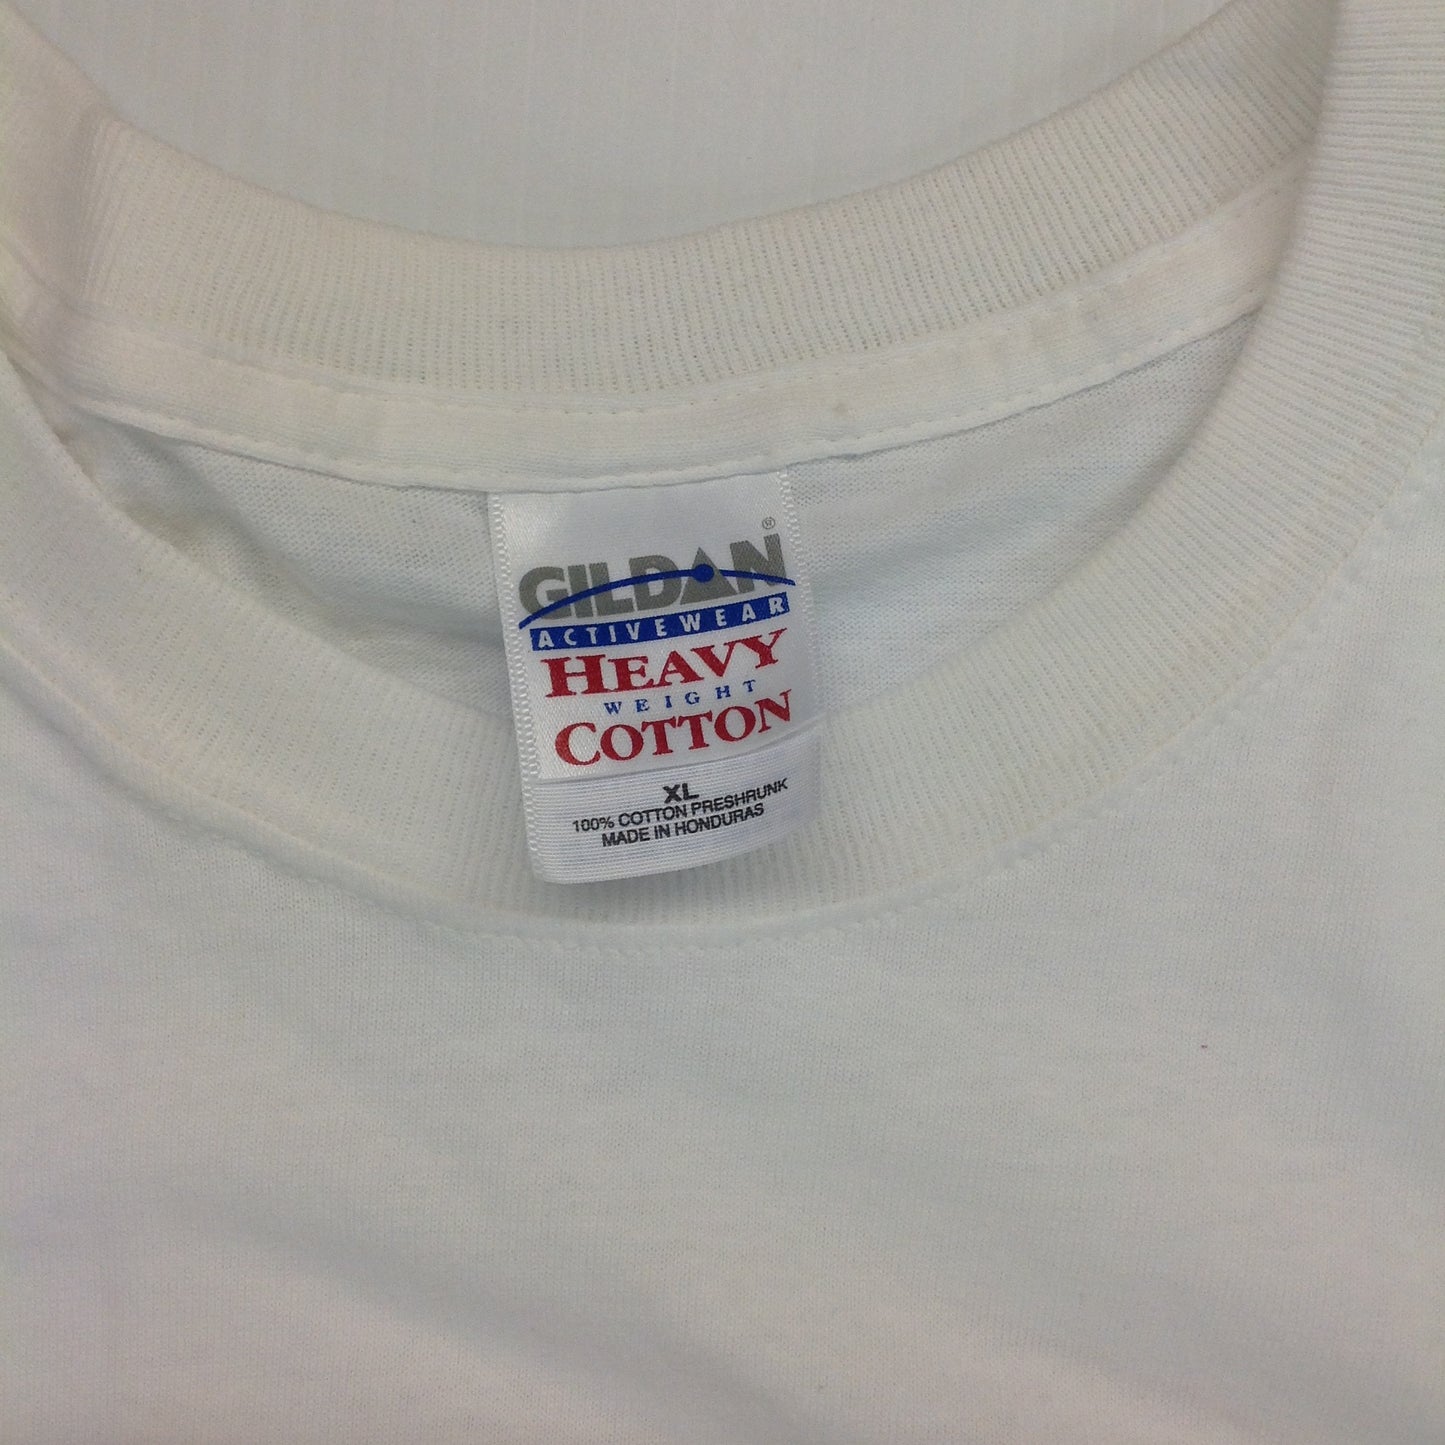 GILDAN®
ACTIVEWEAR
HEAVY
WEIGHT
COTTON
XL
100% COTTON PRESHRUNK
MADE IN HONDURAS